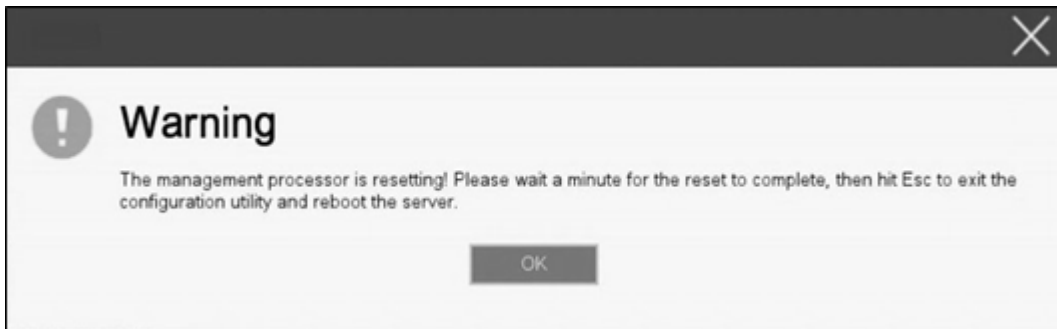 Warning
The management processor is resetting! Please wait a minute for the reset to complete, then hit Esc to exit the
configuration utility and reboot the server.
OK